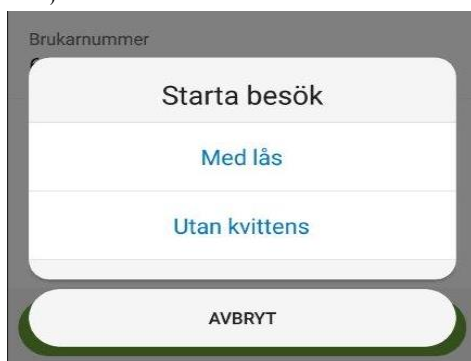 Brukarnummer
Starta besök
Med lås
Utan kvittens
AVBRYT